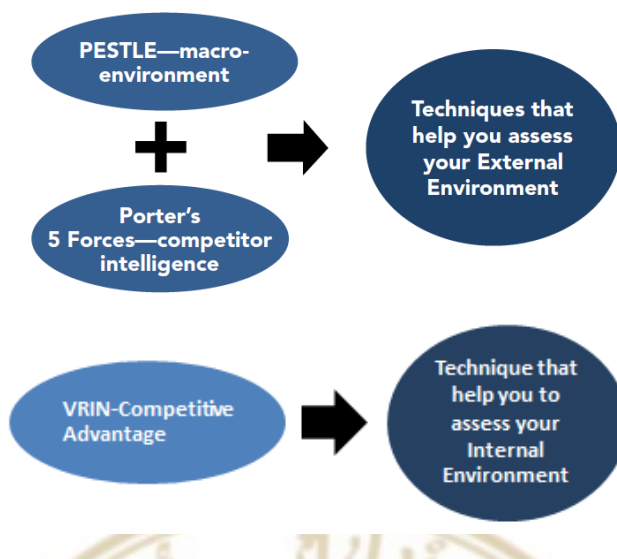 PESTLE—macro-
environment
Techniques that
help you assess
your External
Environment
Porter's
5 Forces—competitor
intelligence
VRIN-Competitive
Advantage
Technique that
help you to
assess your
Internal
Environment